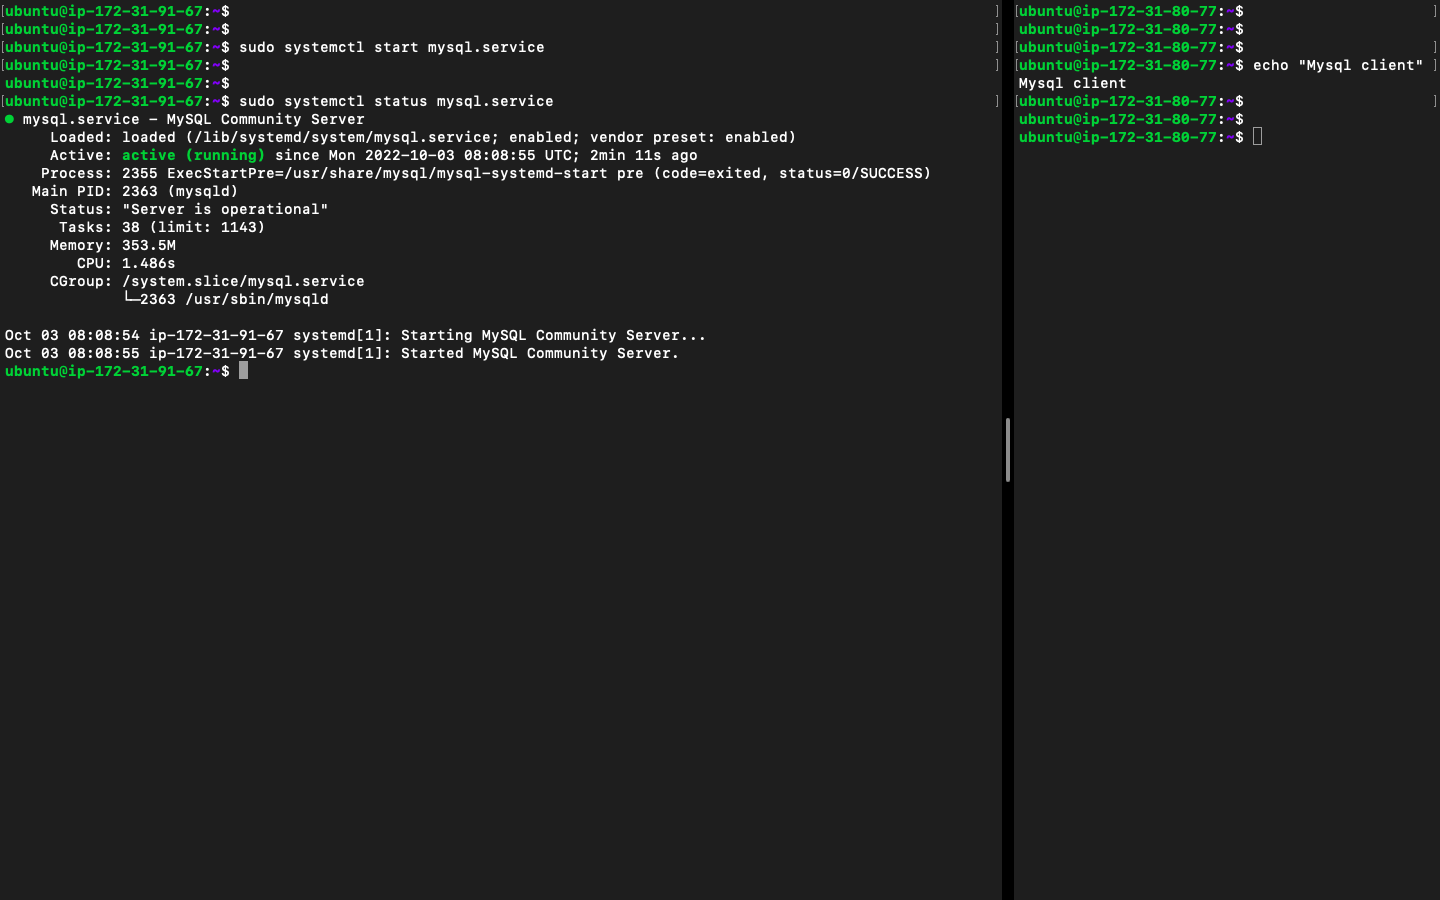 [ubuntu@ip-172-31-91-67:~$ ]
[ubuntu@ip-172-31-91-67:~$ ]
[ubuntu@ip-172-31-91-67:~$ sudo systemctl start mysql.service ]
[ubuntu@ip-172-31-91-67:~$ ]
ubuntu@ip-172-31-91-67:~$
[ubuntu@ip-172-31-91-67:~$ sudo systemctl status mysql.service ]
● mysql.service – MySQL Community Server
     Loaded: loaded (/lib/systemd/system/mysql.service; enabled; vendor preset: enabled)
     Active: active (running) since Mon 2022-10-03 08:08:55 UTC; 2min 11s ago
    Process: 2355 ExecStartPre=/usr/share/mysql/mysql-systemd-start pre (code=exited, status=0/SUCCESS)
   Main PID: 2363 (mysqld)
     Status: "Server is operational"
      Tasks: 38 (limit: 1143)
     Memory: 353.5M
        CPU: 1.486s
     CGroup: /system.slice/mysql.service
             └─2363 /usr/sbin/mysqld
Oct 03 08:08:54 ip-172-31-91-67 systemd[1]: Starting MySQL Community Server...
Oct 03 08:08:55 ip-172-31-91-67 systemd[1]: Started MySQL Community Server.
ubuntu@ip-172-31-91-67:~$
[ubuntu@ip-172-31-80-77:~$ ]
ubuntu@ip-172-31-80-77:~$
[ubuntu@ip-172-31-80-77:~$ ]
[ubuntu@ip-172-31-80-77:~$ echo "Mysql client" ]
Mysql client
[ubuntu@ip-172-31-80-77:~$ ]
ubuntu@ip-172-31-80-77:~$
ubuntu@ip-172-31-80-77:~$